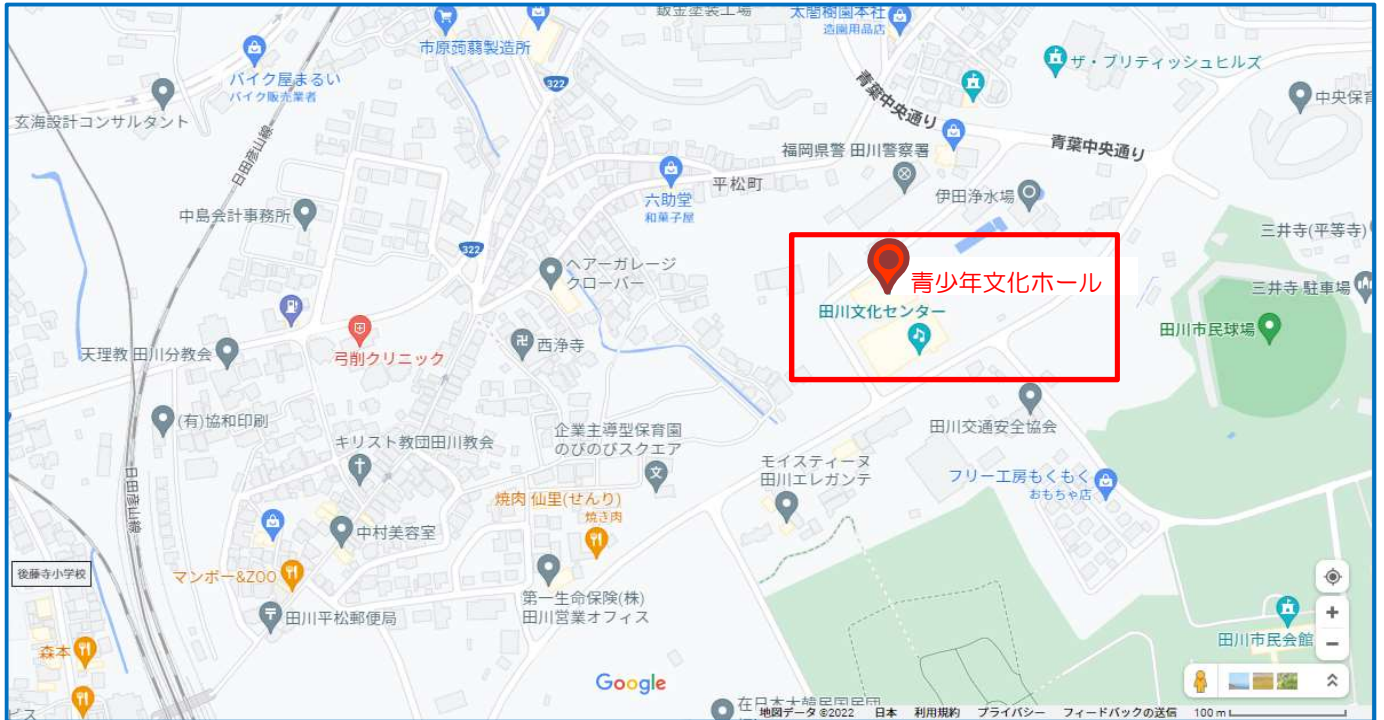 鈑金塗装工場
太閤樹園本社
造園用品店
市原蒟蒻製造所
バイク屋まるい
バイク販売業者
322
ザ・ブリティッシュヒルズ
青葉中央通り
中央保育
玄海設計コンサルタント
日田彦山線
福岡県警 田川警察署
青葉中央通り
六助堂
和菓子屋
平松町
伊田浄水場
中島会計事務所
322
三井寺(平等寺)
ヘアーガレージ
クローバー
青少年文化ホール
三井寺 駐車場
田川文化センター
田川市民球場
天理教 田川分教会
弓削クリニック
西浄寺
(有)協和印刷
キリスト教団田川教会
企業主導型保育園
のびのびスクエア
田川交通安全協会
モイスティーヌ
田川エレガンテ
フリー工房もくもく
おもちゃ店
日田彦山線
焼肉 仙里(せんり)
焼き肉
中村美容室
後藤寺小学校
マンボー&ZOO
第一生命保険(株)
田川営業オフィス
田川平松郵便局
田川市民会館
森本
Google
ビス
在日本大韓民国民団
地図データ ©2022 日本 利用規約 プライバシー フィードバックの送信 100 m